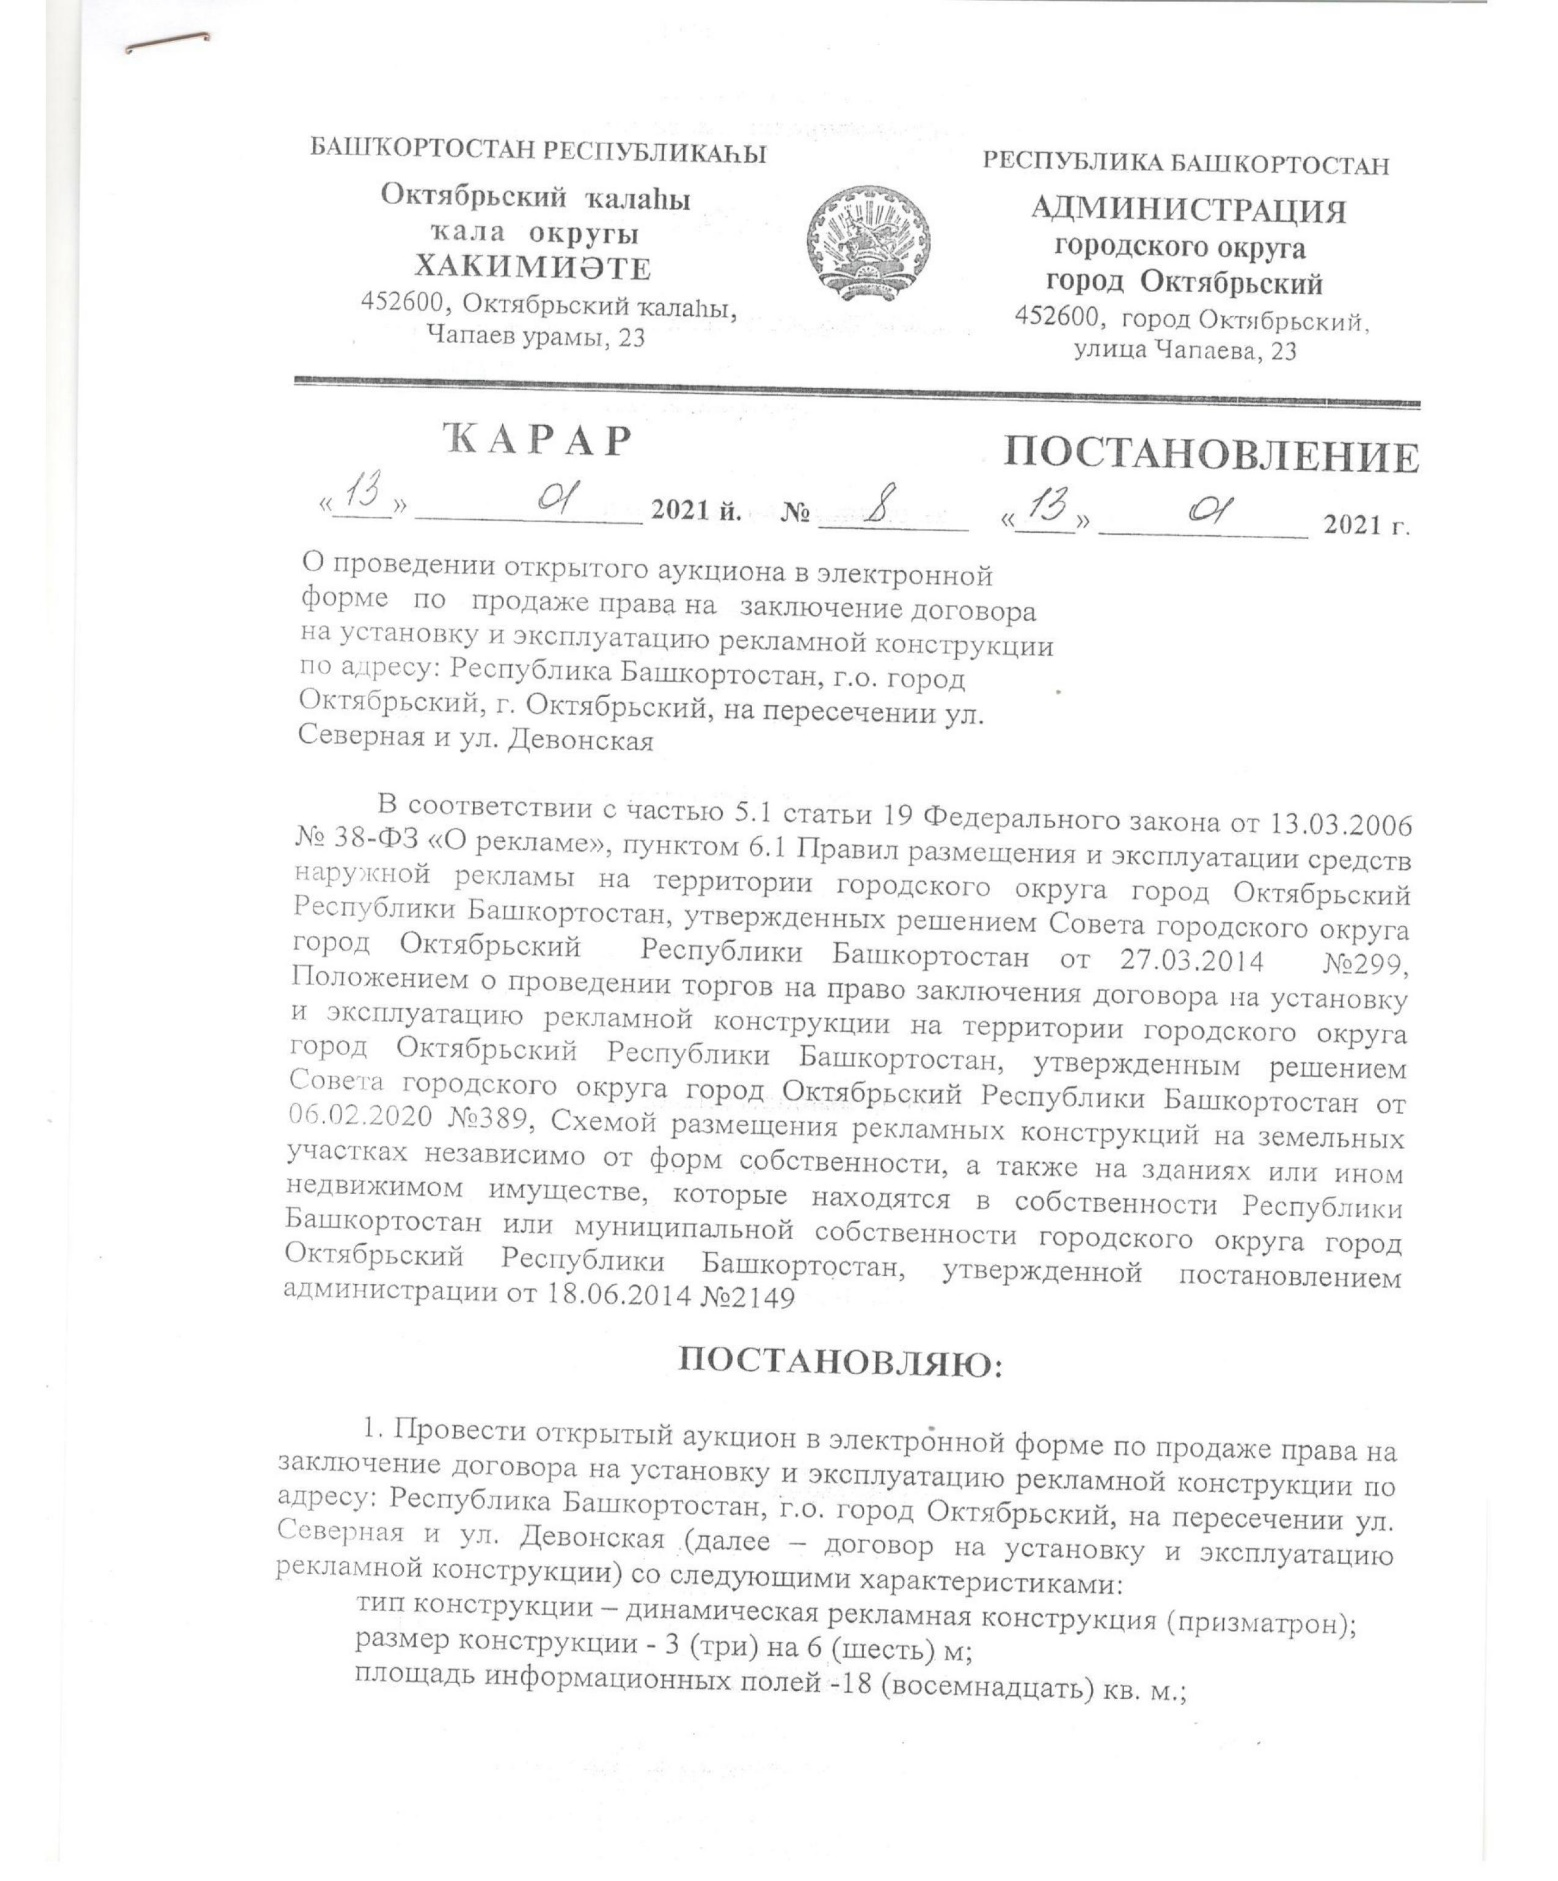 БАШҠОРТОСТАН РЕСПУБЛИКАҺЫ
Октябрьский ҡалаһы
ҡала округы
ХАКИМИӘТЕ
452600, Октябрьский ҡалаһы,
Чапаев урамы, 23
РЕСПУБЛИКА БАШКОРТОСТАН
АДМИНИСТРАЦИЯ
городского округа
город Октябрьский
452600, город Октябрьский,
улица Чапаева, 23
ҠАРАР
ПОСТАНОВЛЕНИЕ
«13» 01 2021 й. № 8 «13» 01 2021 г.
О проведении открытого аукциона в электронной
форме по продаже права на заключение договора
на установку и эксплуатацию рекламной конструкции
по адресу: Республика Башкортостан, г.о. город
Октябрьский, г. Октябрьский, на пересечении ул.
Северная и ул. Девонская
В соответствии с частью 5.1 статьи 19 Федерального закона от 13.03.2006
№ 38-ФЗ «О рекламе», пунктом 6.1 Правил размещения и эксплуатации средств
наружной рекламы на территории городского округа город Октябрьский
Республики Башкортостан, утвержденных решением Совета городского округа
город Октябрьский Республики Башкортостан от 27.03.2014 №299,
Положением о проведении торгов на право заключения договора на установку
и эксплуатацию рекламной конструкции на территории городского округа
город Октябрьский Республики Башкортостан, утвержденным решением
Совета городского округа город Октябрьский Республики Башкортостан от
06.02.2020 №389, Схемой размещения рекламных конструкций на земельных
участках независимо от форм собственности, а также на зданиях или ином
недвижимом имуществе, которые находятся в собственности Республики
Башкортостан или муниципальной собственности городского округа город
Октябрьский Республики Башкортостан, утвержденной постановлением
администрации от 18.06.2014 №2149
ПОСТАНОВЛЯЮ:
1. Провести открытый аукцион в электронной форме по продаже права на
заключение договора на установку и эксплуатацию рекламной конструкции по
адресу: Республика Башкортостан, г.о. город Октябрьский, на пересечении ул.
Северная и ул. Девонская (далее – договор на установку и эксплуатацию
рекламной конструкции) со следующими характеристиками:
тип конструкции – динамическая рекламная конструкция (призматрон);
размер конструкции - 3 (три) на 6 (шесть) м;
площадь информационных полей -18 (восемнадцать) кв. м.;